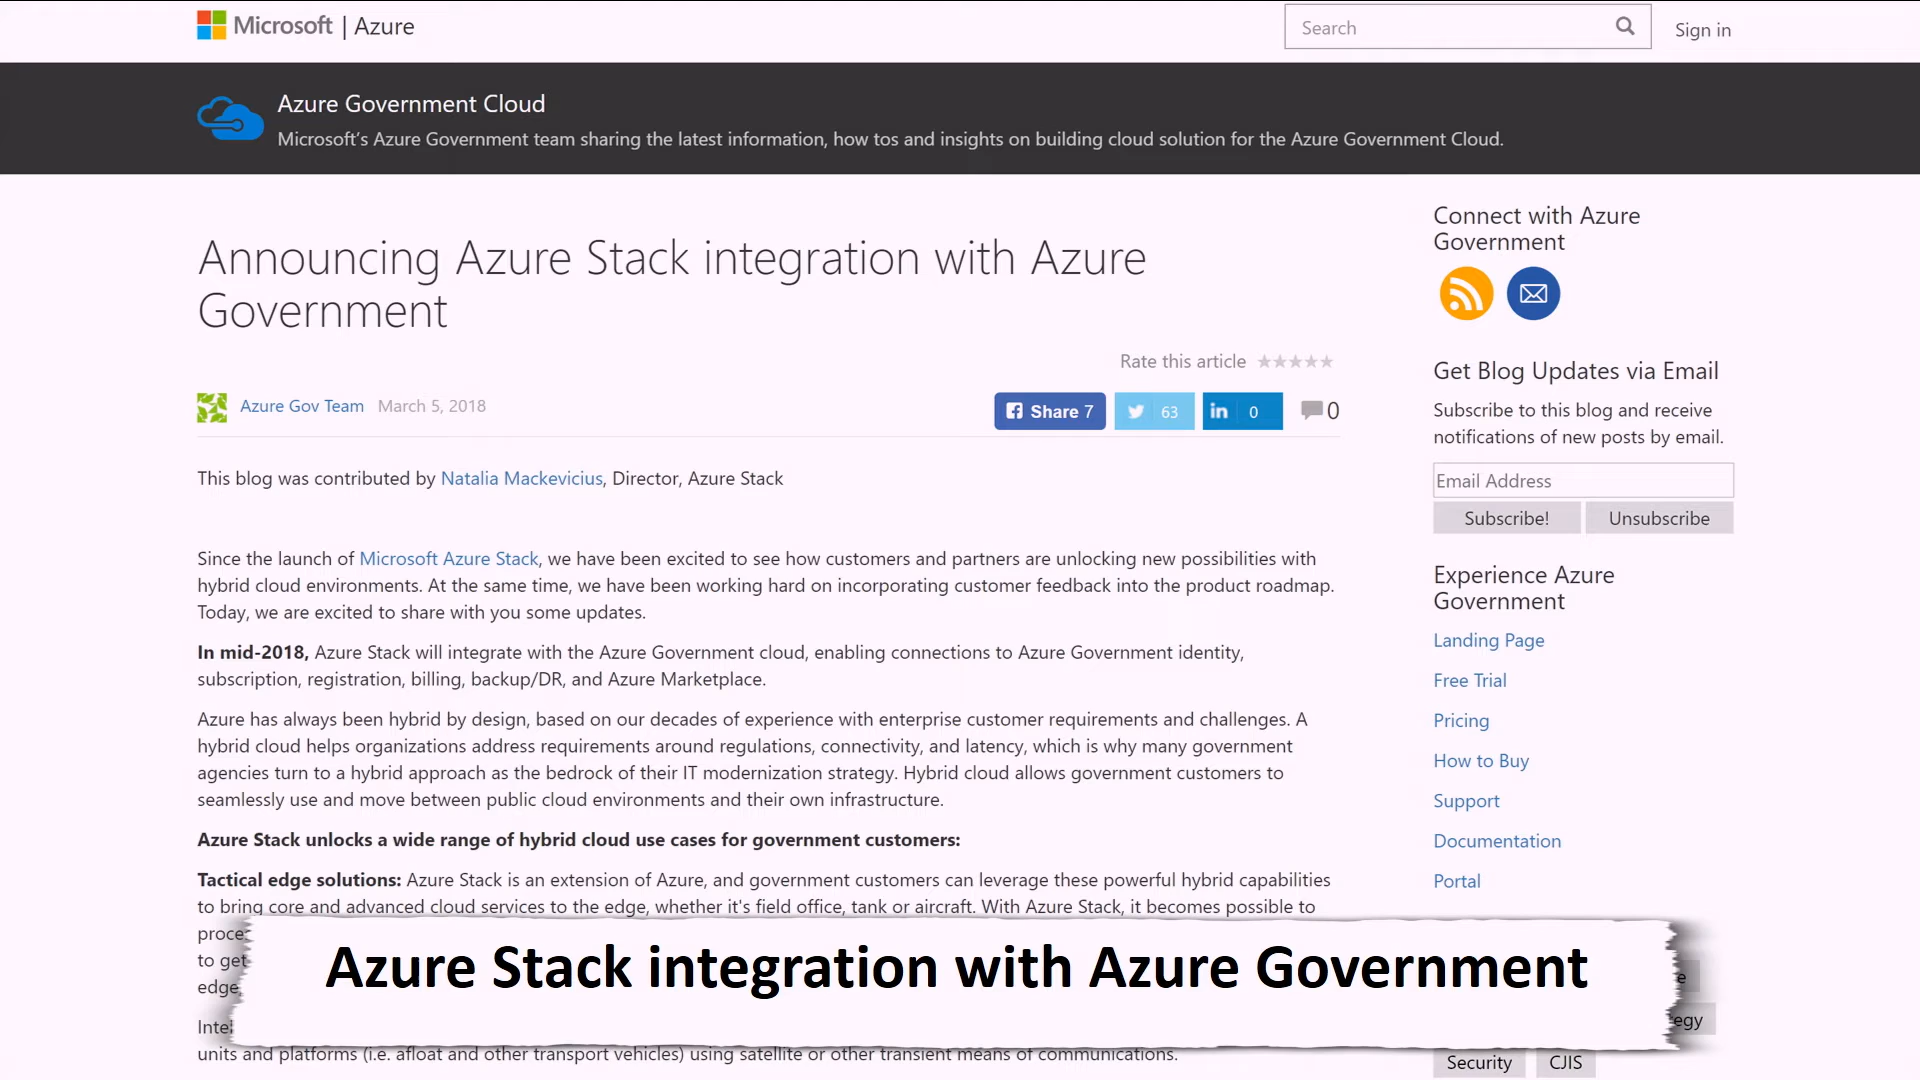 Microsoft | Azure
Search
Sign in
Azure Government Cloud
Microsoft's Azure Government team sharing the latest information, how tos and insights on building cloud solution for the Azure Government Cloud.
Announcing Azure Stack integration with Azure
Government
Rate this article
Azure Gov Team March 5, 2018
Share 7
63
in 0
0
This blog was contributed by Natalia Mackevicius, Director, Azure Stack
Since the launch of Microsoft Azure Stack, we have been excited to see how customers and partners are unlocking new possibilities with
hybrid cloud environments. At the same time, we have been working hard on incorporating customer feedback into the product roadmap.
Today, we are excited to share with you some updates.
In mid-2018, Azure Stack will integrate with the Azure Government cloud, enabling connections to Azure Government identity,
subscription, registration, billing, backup/DR, and Azure Marketplace.
Azure has always been hybrid by design, based on our decades of experience with enterprise customer requirements and challenges. A
hybrid cloud helps organizations address requirements around regulations, connectivity, and latency, which is why many government
agencies turn to a hybrid approach as the bedrock of their IT modernization strategy. Hybrid cloud allows government customers to
seamlessly use and move between public cloud environments and their own infrastructure.
Azure Stack unlocks a wide range of hybrid cloud use cases for government customers:
Tactical edge solutions: Azure Stack is an extension of Azure, and government customers can leverage these powerful hybrid capabilities
to bring core and advanced cloud services to the edge, whether it's field office, tank or aircraft. With Azure Stack, it becomes possible to
to get
edge,
units and platforms (i.e. afloat and other transport vehicles) using satellite or other transient means of communications.
Connect with Azure
Government
Get Blog Updates via Email
Subscribe to this blog and receive
notifications of new posts by email.
Email Address
Subscribe! Unsubscribe
Experience Azure
Government
Landing Page
Free Trial
Pricing
How to Buy
Support
Documentation
Portal
Security CJIS
Azure Stack integration with Azure Government